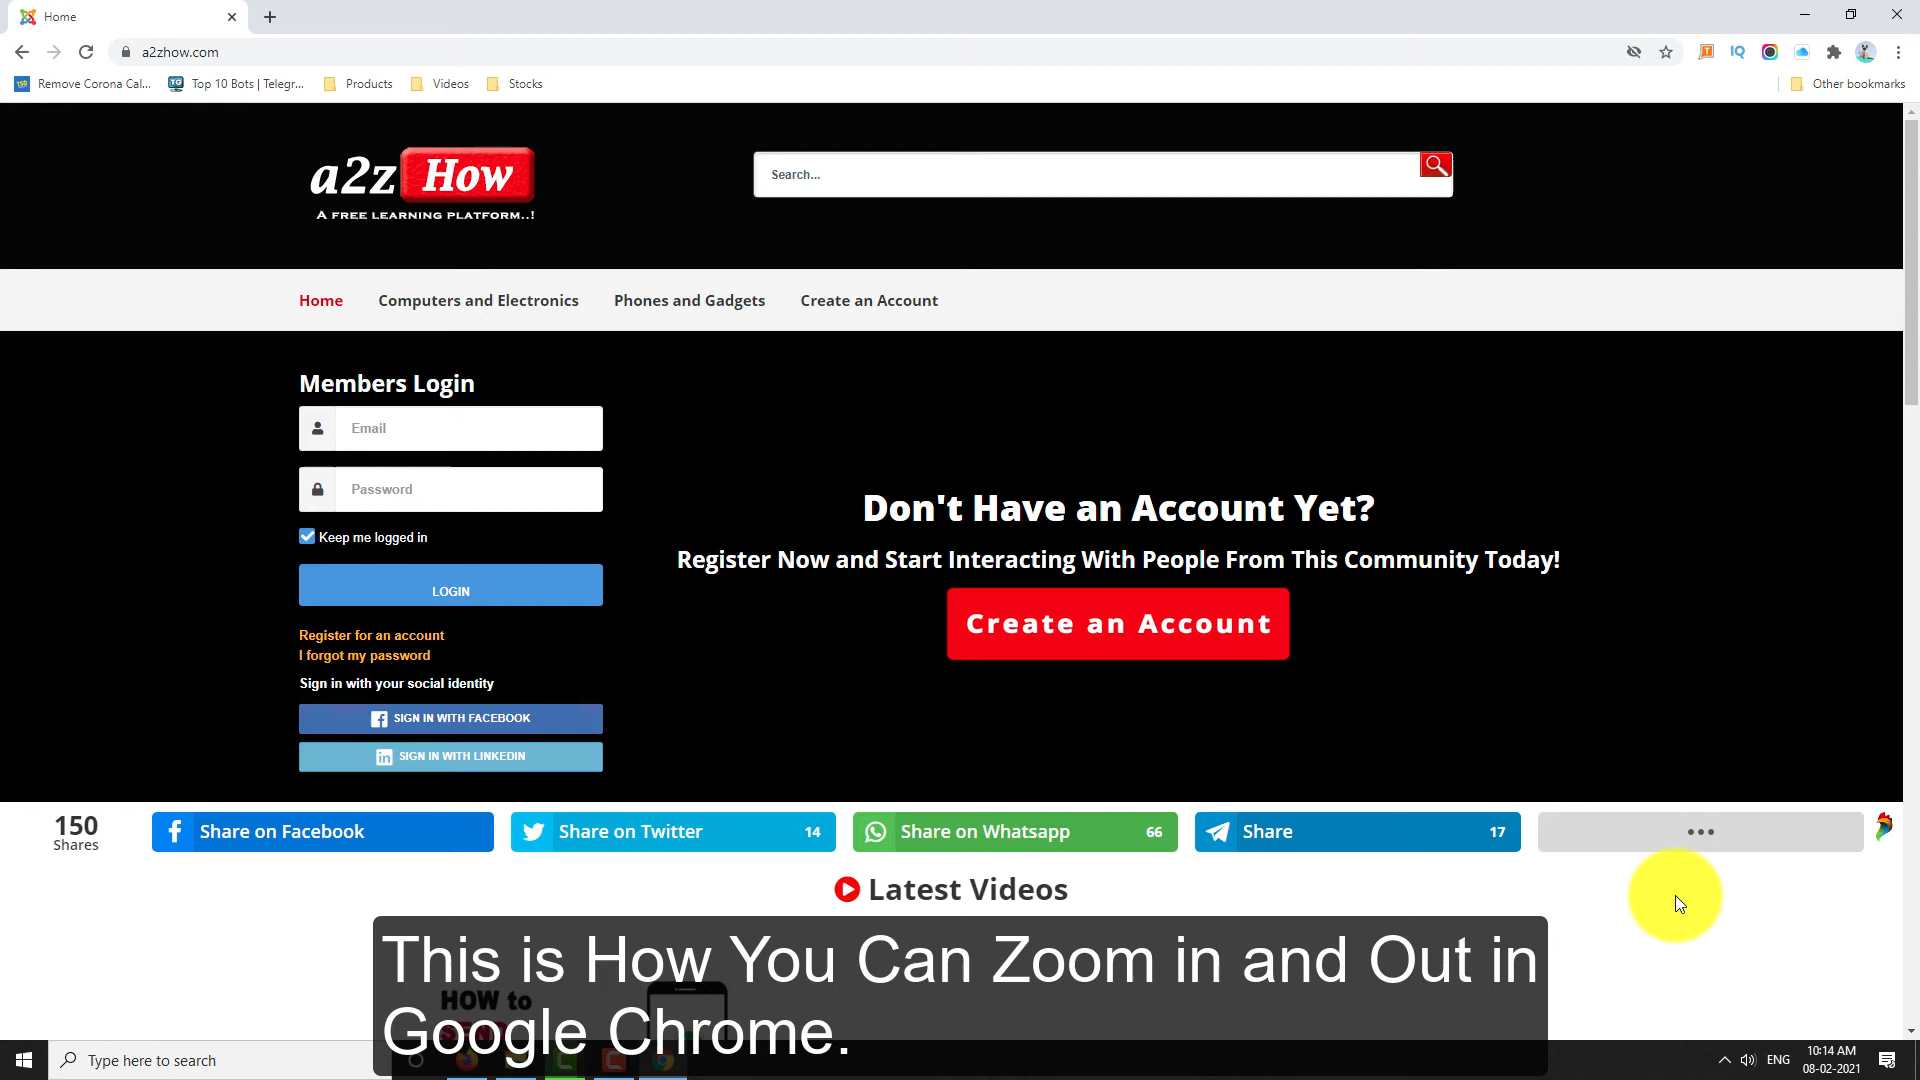 Home
a2zhow.com
Remove Corona Cal...
Top 10 Bots | Telegr...
Products
Videos
Stocks
Other bookmarks
a2z How
A FREE LEARNING PLATFORM..!
Search...
Home
Computers and Electronics
Phones and Gadgets
Create an Account
Members Login
Email
Password
Keep me logged in
LOGIN
Register for an account
I forgot my password
Sign in with your social identity
SIGN IN WITH FACEBOOK
SIGN IN WITH LINKEDIN
Don't Have an Account Yet?
Register Now and Start Interacting With People From This Community Today!
Create an Account
150
Shares
Share on Facebook
Share on Twitter 14
Share on Whatsapp 66
Share 17
Latest Videos
HOW to
This is How You Can Zoom in and Out in
Google Chrome.
Type here to search
ENG
10:14 AM
08-02-2021